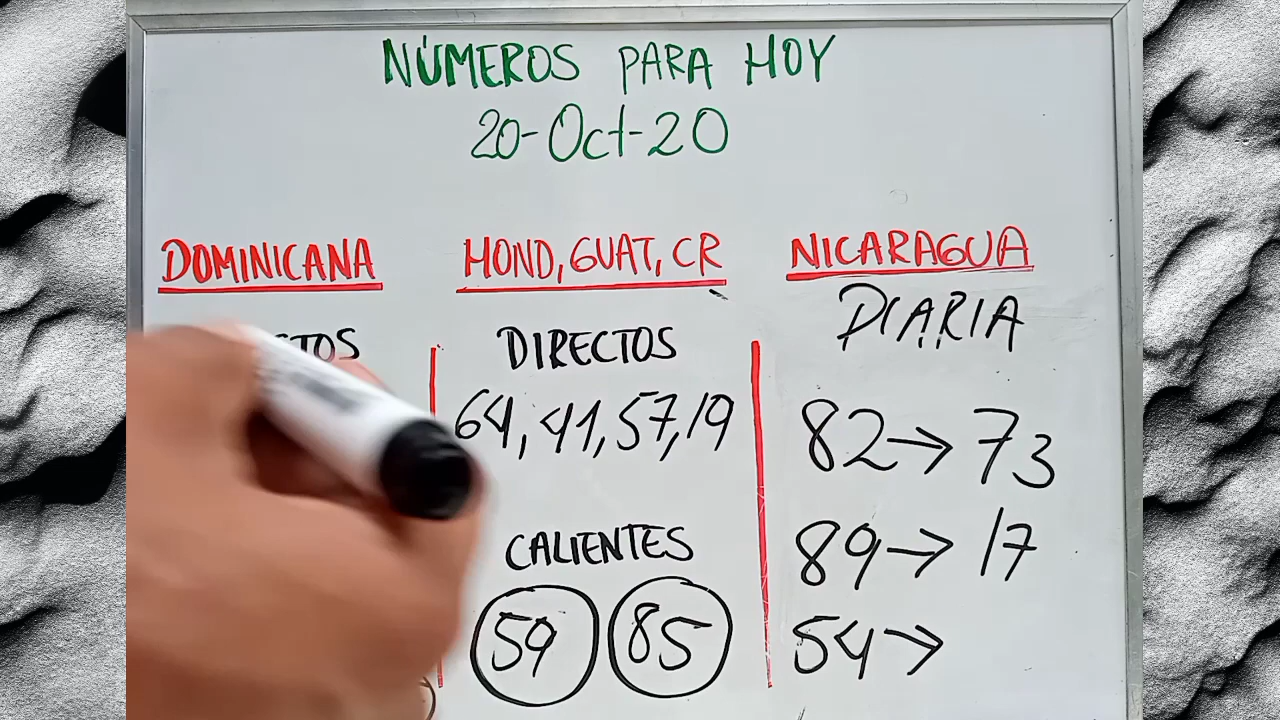 NÚMEROS PARA HOY
20-Oct-20
DOMINICANA
HOND, GUAT, CR
NICARAGUA
DIARIA
DIRECTOS
64, 41, 57, 19
82→73
89→17
54→
CALIENTES
59 85